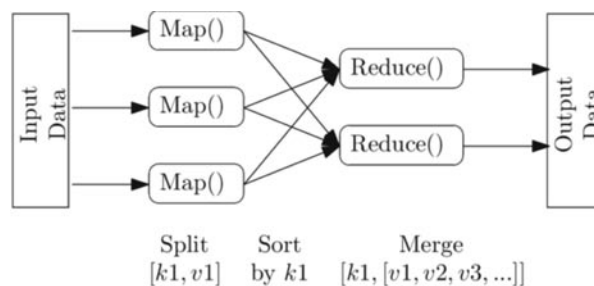 Input
Data
Map()
Map()
Map()
Reduce()
Reduce()
Output
Data
Split
[k1, v1]
Sort
by k1
Merge
[k1, [v1, v2, v3, ...]]